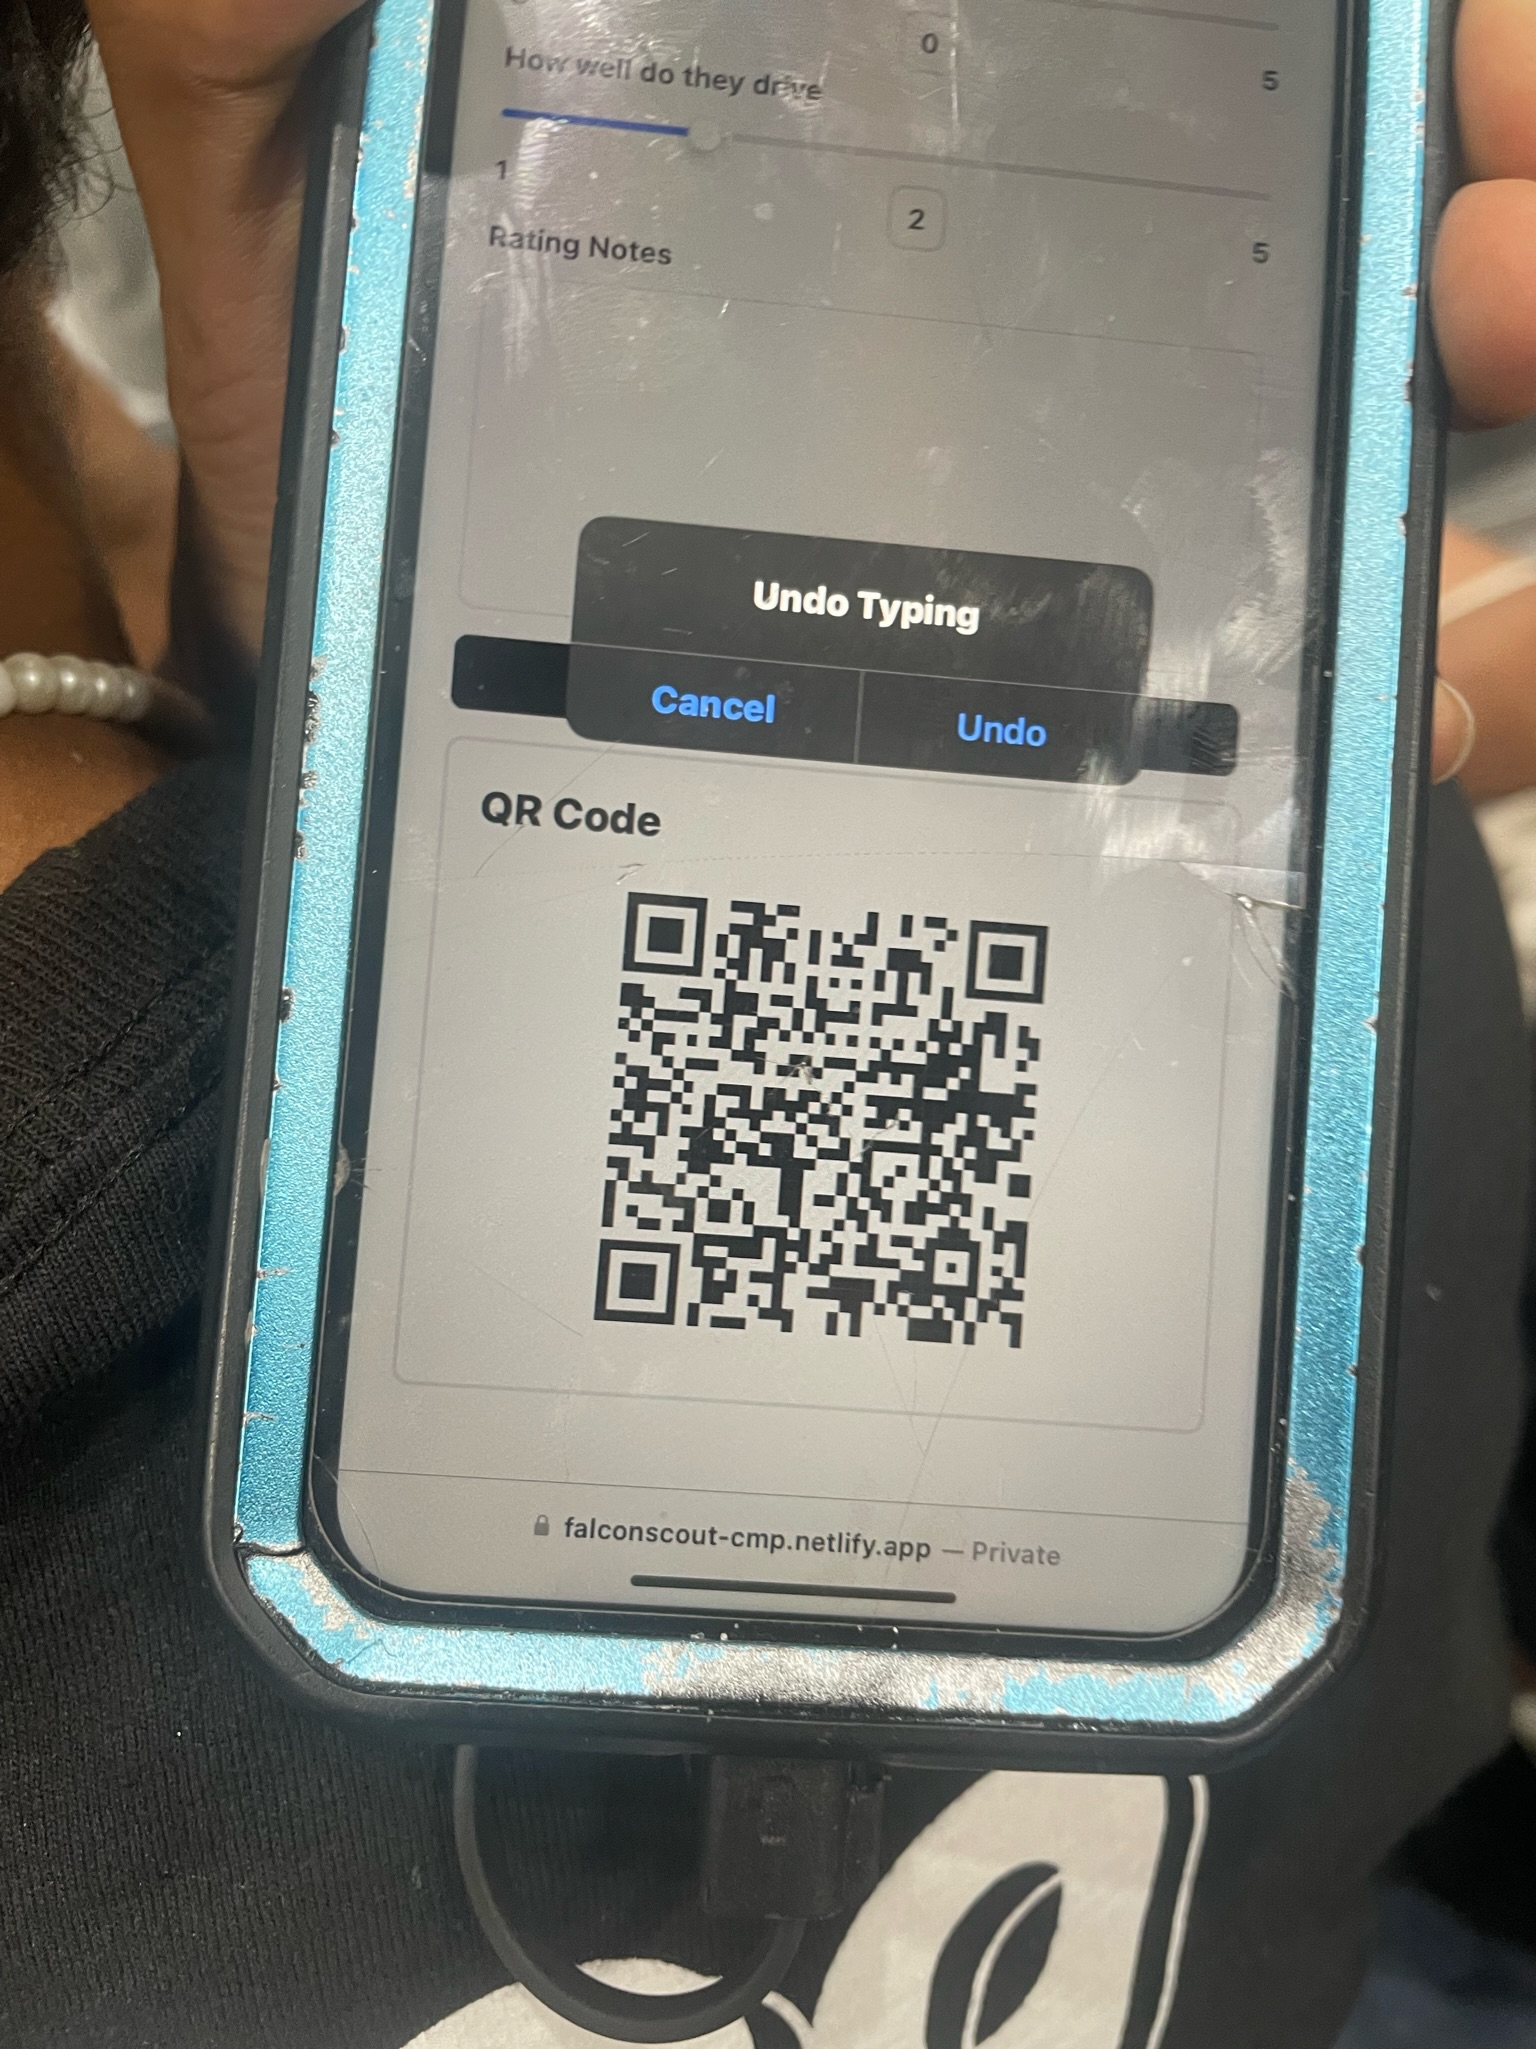 0
5
How well do they drive
1
2
5
Rating Notes
Undo Typing
Cancel
Undo
QR Code
falconscout-cmp.netlify.app — Private